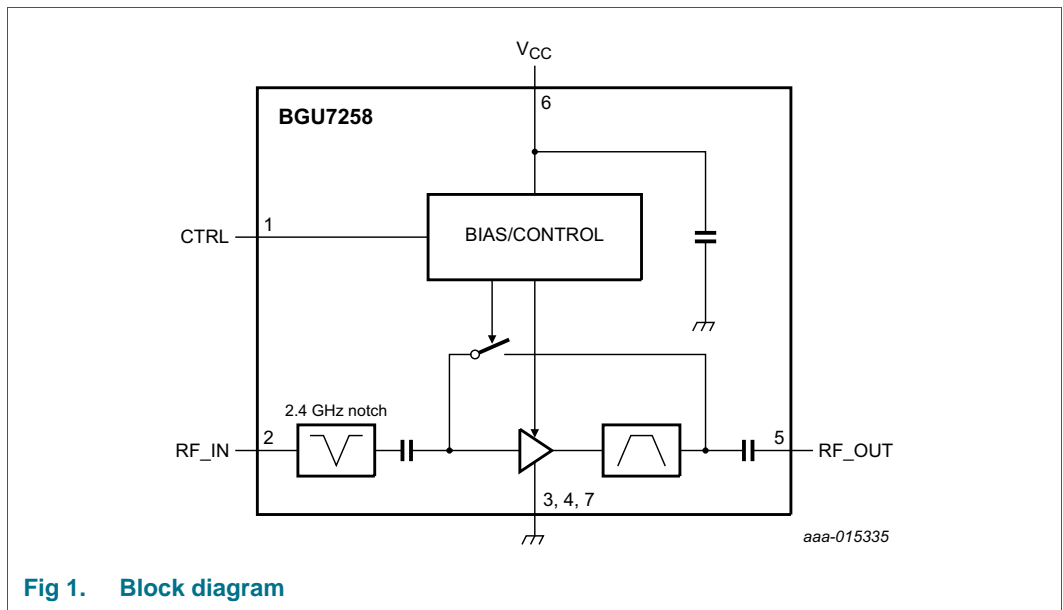 VCC
6
BGU7258
CTRL
1
BIAS/CONTROL
2.4 GHz notch
RF_IN
2
5
RF_OUT
3, 4, 7
aaa-015335
Fig 1. Block diagram